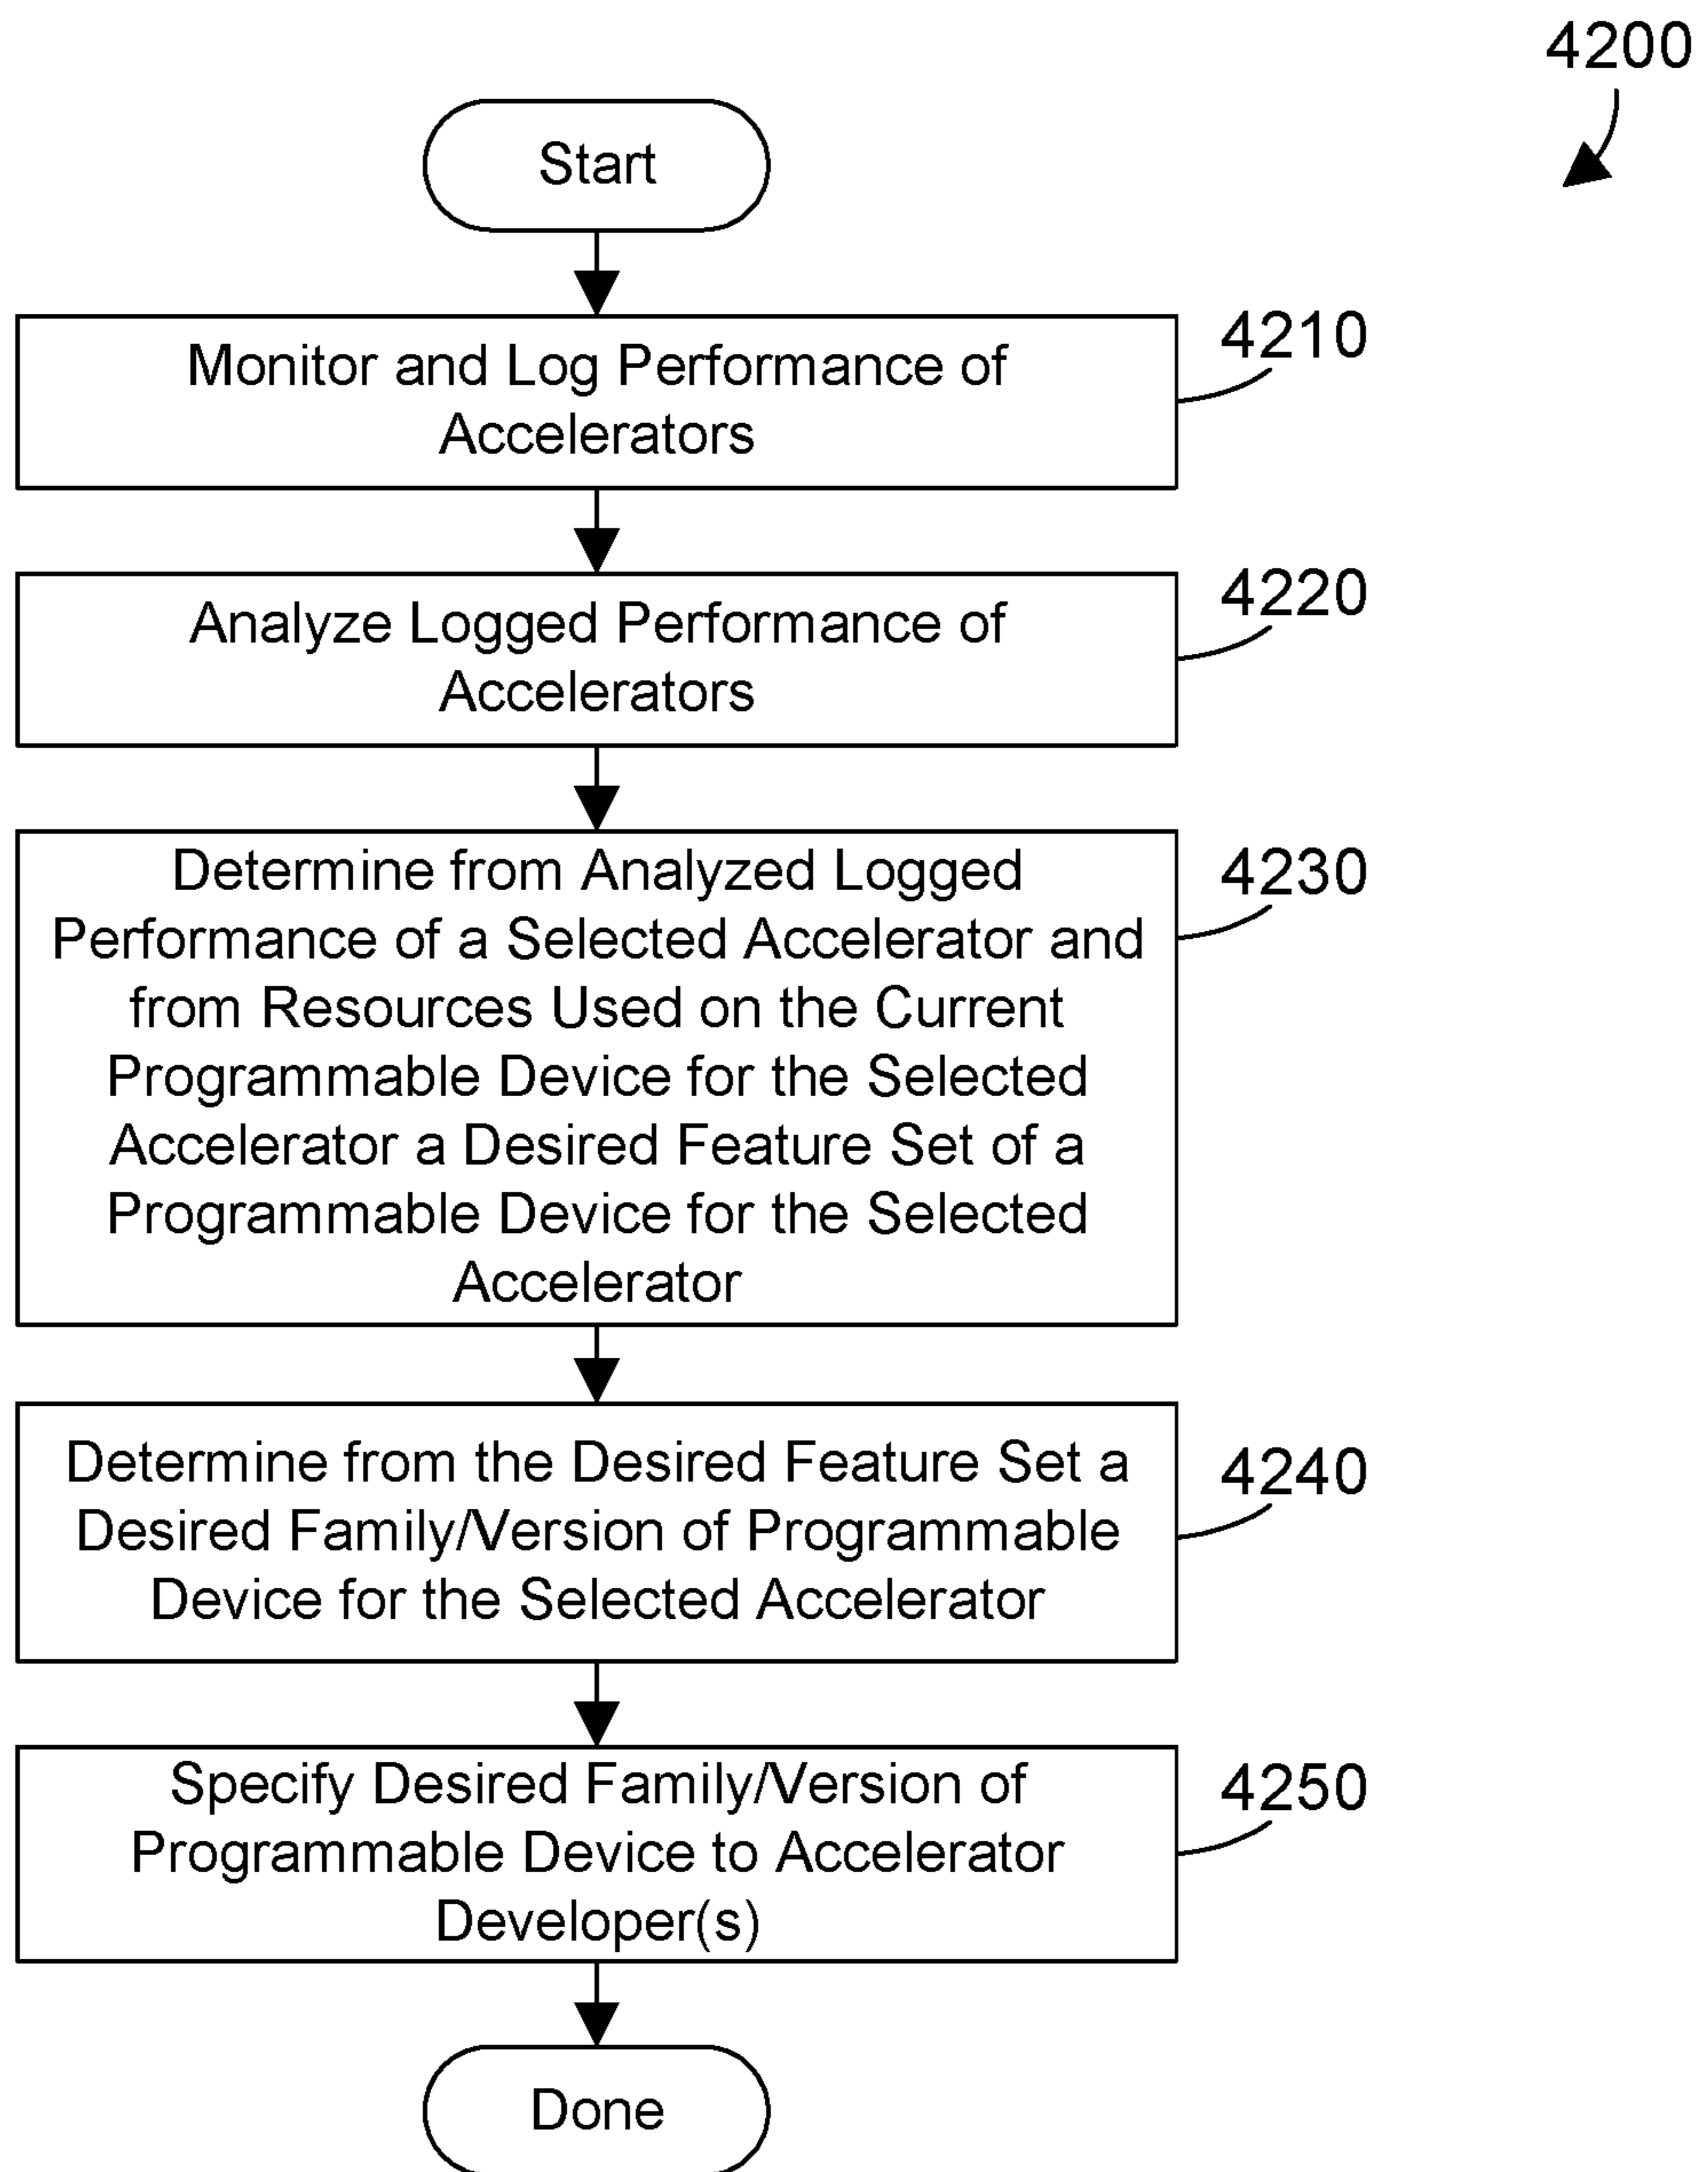 4200
Start
Monitor and Log Performance of
Accelerators
4210
Analyze Logged Performance of
Accelerators
4220
Determine from Analyzed Logged
Performance of a Selected Accelerator and
from Resources Used on the Current
Programmable Device for the Selected
Accelerator a Desired Feature Set of a
Programmable Device for the Selected
Accelerator
4230
Determine from the Desired Feature Set a
Desired Family/Version of Programmable
Device for the Selected Accelerator
4240
Specify Desired Family/Version of
Programmable Device to Accelerator
Developer(s)
4250
Done